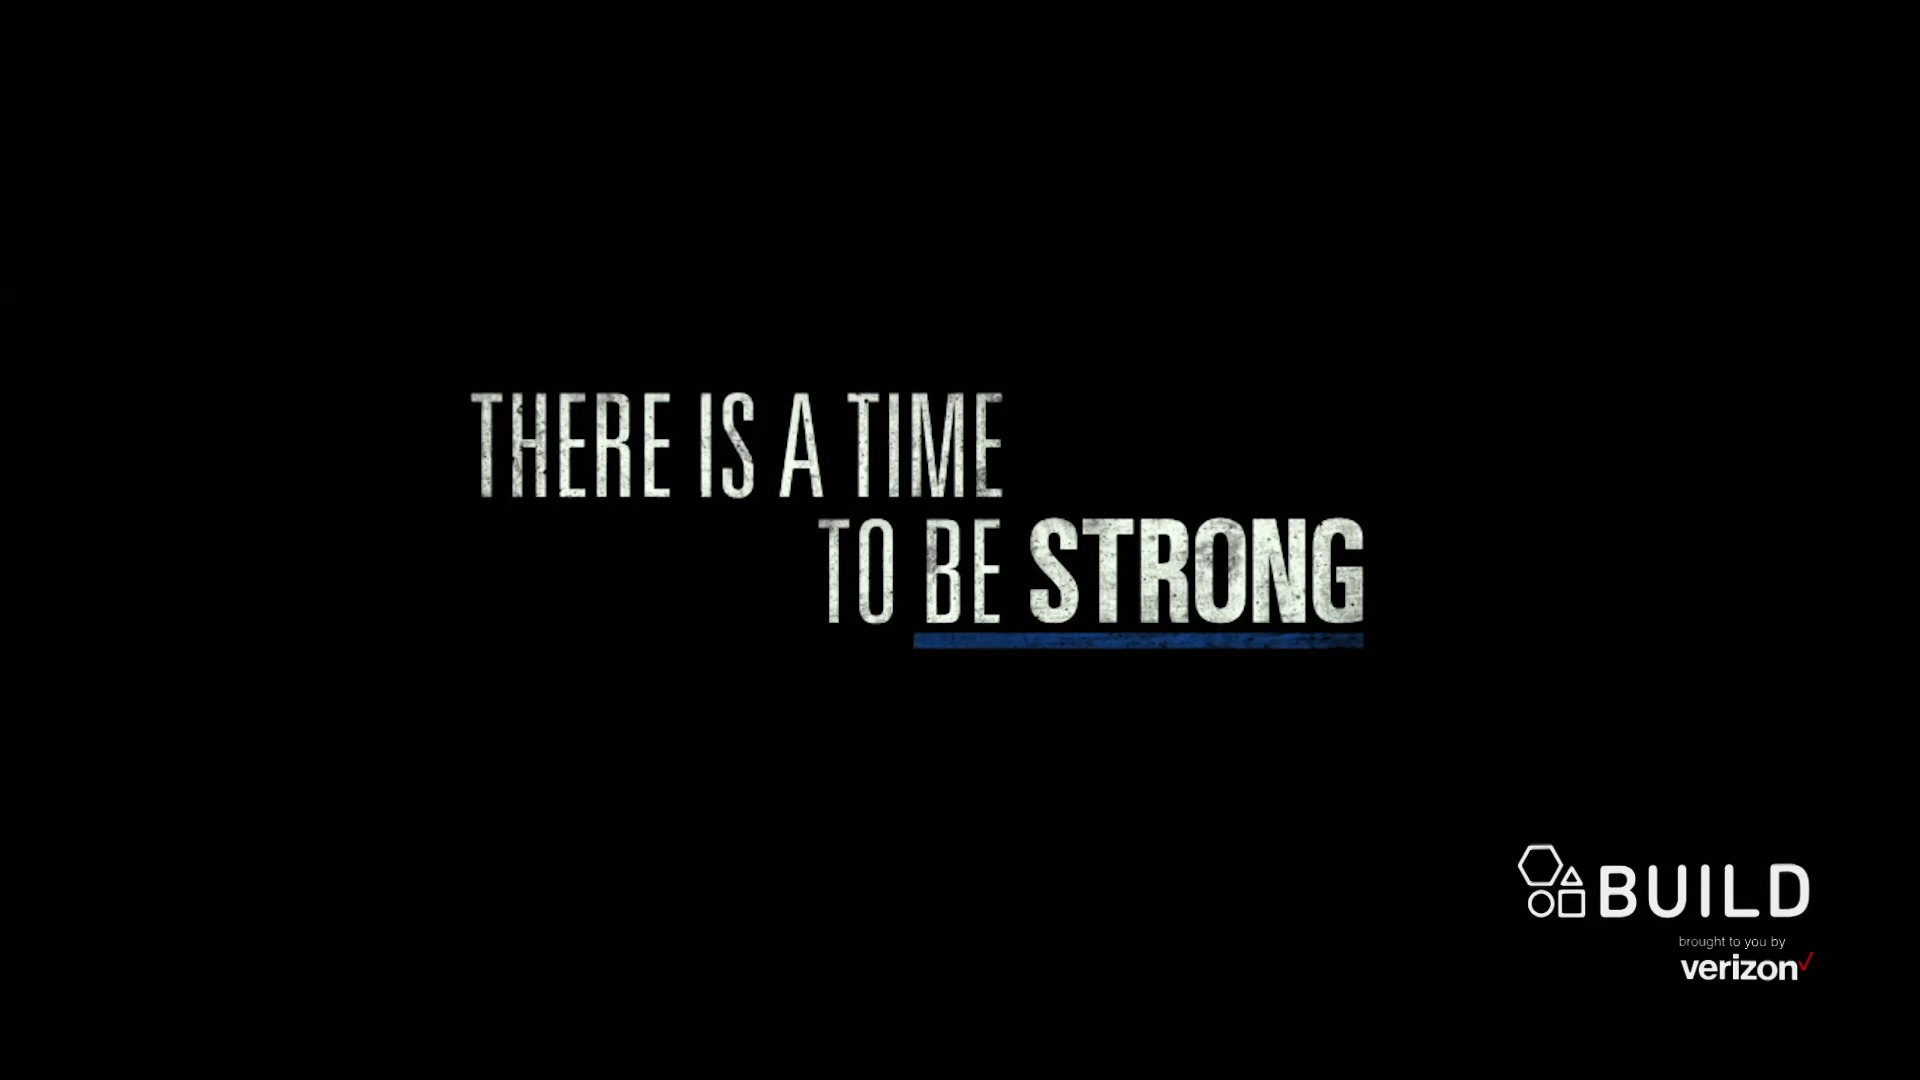 THERE IS A TIME
TO BE STRONG
BUILD
brought to you by
verizon